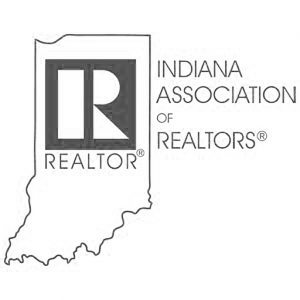 INDIANA
ASSOCIATION
OF
REALTORS®
R
REALTOR®